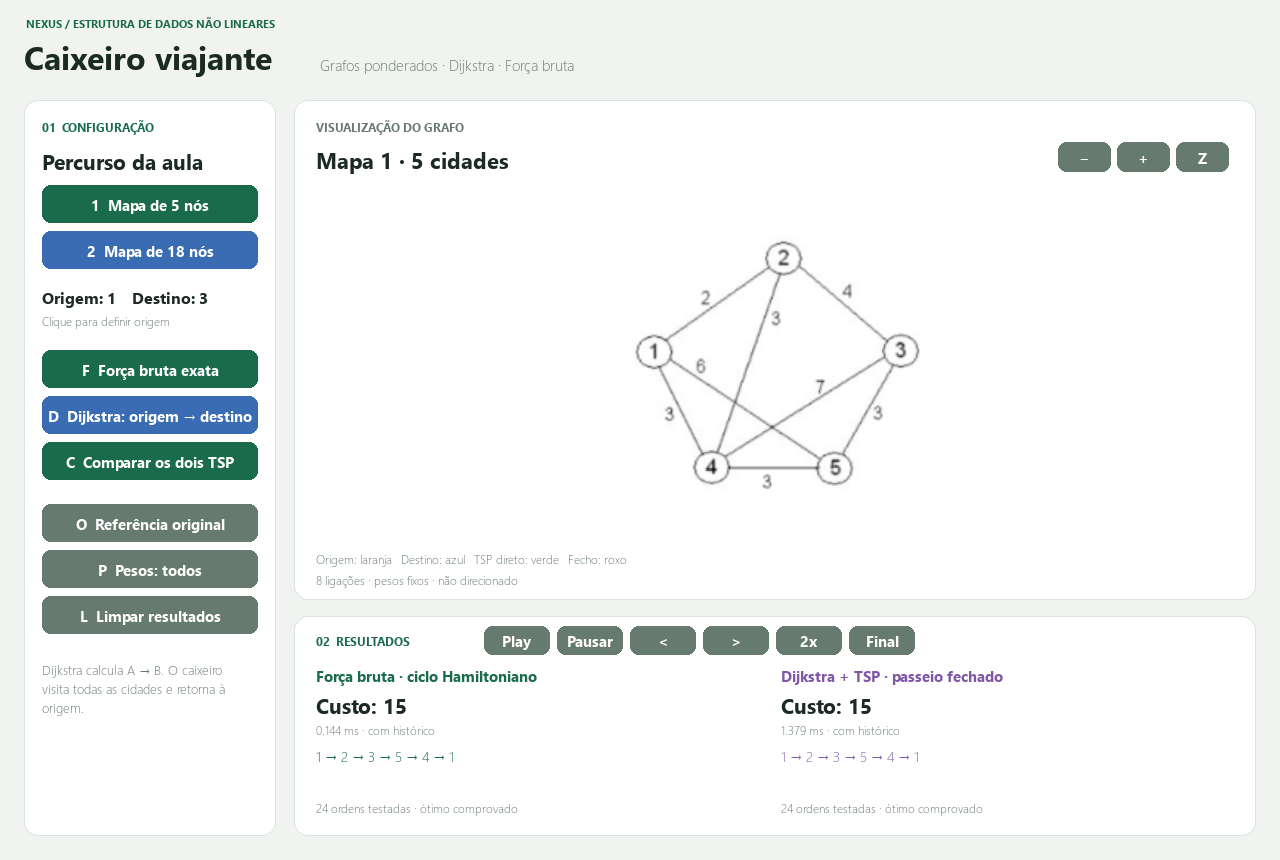 NEXUS / ESTRUTURA DE DADOS NÃO LINEARES
Caixeiro viajante
Grafos ponderados · Dijkstra · Força bruta
01 CONFIGURAÇÃO
Percurso da aula
1 Mapa de 5 nós
2 Mapa de 18 nós
Origem: 1 Destino: 3
Clique para definir origem
F Força bruta exata
D Dijkstra: origem → destino
C Comparar os dois TSP
O Referência original
P Pesos: todos
L Limpar resultados
Dijkstra calcula A → B. O caixeiro
visita todas as cidades e retorna à
origem.
VISUALIZAÇÃO DO GRAFO
Mapa 1 · 5 cidades
– + Z
2
2
4
3
1
3
6
7
3
3
4
5
3
Origem: laranja Destino: azul TSP direto: verde Fecho: roxo
8 ligações · pesos fixos · não direcionado
02 RESULTADOS
Play Pausar < > 2x Final
Força bruta · ciclo Hamiltoniano
Custo: 15
0.144 ms · com histórico
1 → 2 → 3 → 5 → 4 → 1
24 ordens testadas · ótimo comprovado
Dijkstra + TSP · passeio fechado
Custo: 15
1.379 ms · com histórico
1 → 2 → 3 → 5 → 4 → 1
24 ordens testadas · ótimo comprovado